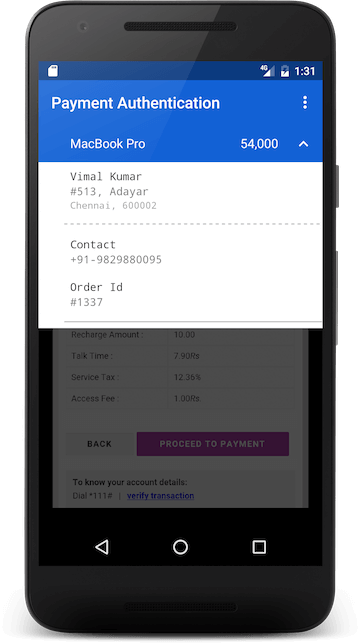 4G 1:31
Payment Authentication
MacBook Pro 54,000
Vimal Kumar
#513, Adayar
Chennai, 600002
Contact
+91-9829880095
Order Id
#1337
Recharge Amount : 10.00
Talk Time : 7.90Rs
Service Tax : 12.36%
Access Fee : 1.00Rs.
BACK PROCEED TO PAYMENT
To know your account details:
Dial *111# | verify transaction